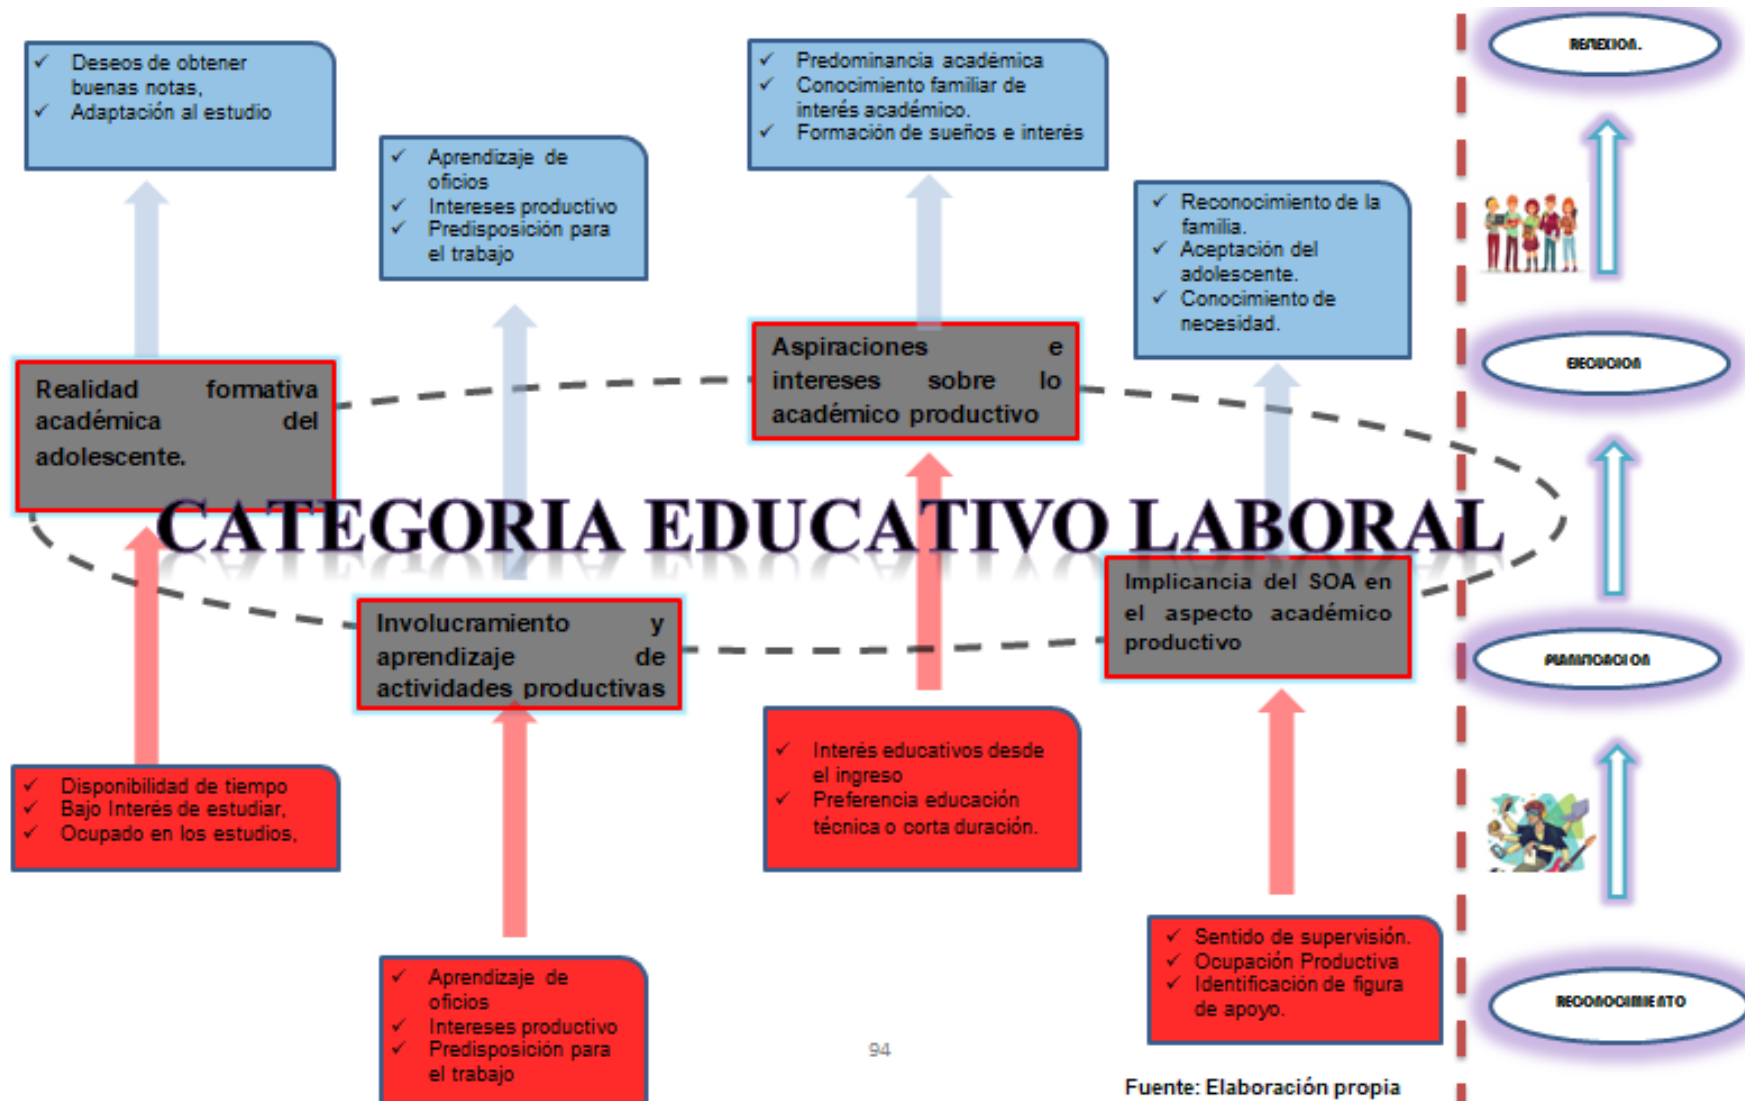 Deseos de obtener
buenas notas,
Adaptación al estudio
Aprendizaje de
oficios
Intereses productivo
Predisposición para
el trabajo
Predominancia académica
Conocimiento familiar de
interés académico.
Formación de sueños e interés
Reconocimiento de la
familia.
Aceptación del
adolescente.
Conocimiento de
necesidad.
Realidad formativa
académica del
adolescente.
Aspiraciones e
intereses sobre lo
académico productivo
CATEGORIA EDUCATIVO LABORAL
Involucramiento y
aprendizaje de
actividades productivas
Implicancia del SOA en
el aspecto académico
productivo
Disponibilidad de tiempo
Bajo Interés de estudiar,
Ocupado en los estudios,
Aprendizaje de
oficios
Intereses productivo
Predisposición para
el trabajo
Interés educativos desde
el ingreso
Preferencia educación
técnica o corta duración.
Sentido de supervisión.
Ocupación Productiva
Identificación de figura
de apoyo.
REFLEXION.
EJECUCION
PLANIFICACION
RECONOCIMIENTO
94
Fuente: Elaboración propia